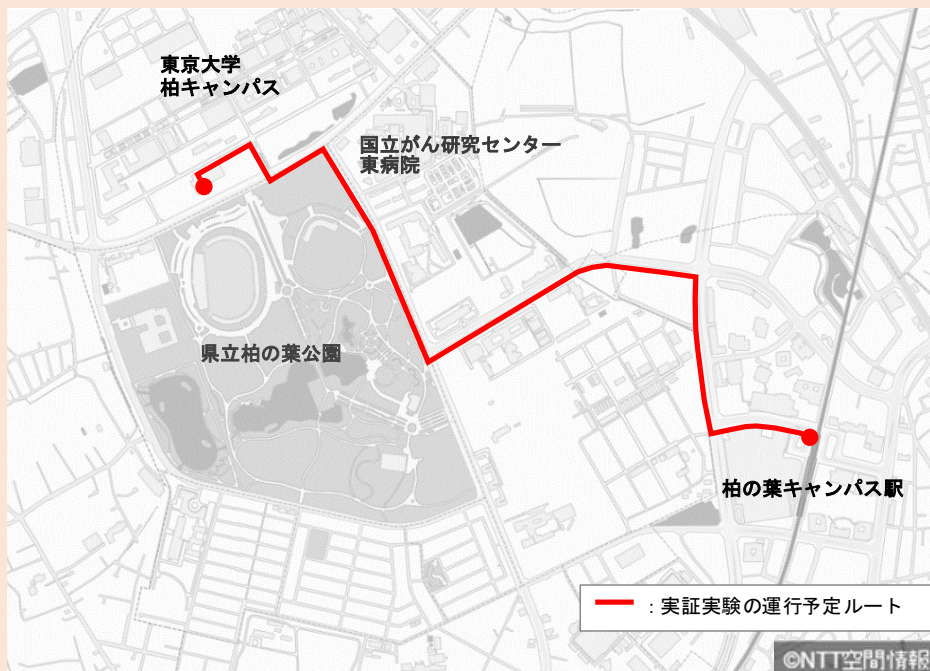 東京大学
柏キャンパス
国立がん研究センター
東病院
県立柏の葉公園
柏の葉キャンパス駅
：実証実験の運行予定ルート
©NTT空間情報